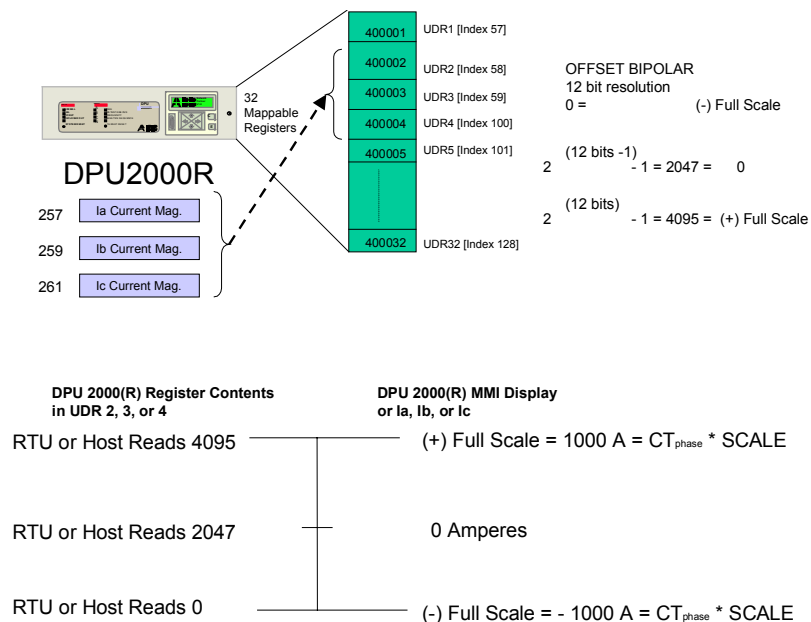 400001 UDR1 [Index 57]
400002 UDR2 [Index 58]
400003 UDR3 [Index 59]
400004 UDR4 [Index 100]
400005 UDR5 [Index 101]
400032 UDR32 [Index 128]
32
Mappable
Registers
OFFSET BIPOLAR
12 bit resolution
0 = (-) Full Scale
(12 bits -1)
2 - 1 = 2047 = 0
(12 bits)
2 - 1 = 4095 = (+) Full Scale
ABB
DPU
DPU2000R
257 Ia Current Mag.
259 Ib Current Mag.
261 Ic Current Mag.
DPU 2000(R) Register Contents
in UDR 2, 3, or 4
DPU 2000(R) MMI Display
or Ia, Ib, or Ic
RTU or Host Reads 4095 (+) Full Scale = 1000 A = CTphase * SCALE
RTU or Host Reads 2047 0 Amperes
RTU or Host Reads 0 (-) Full Scale = - 1000 A = CTphase * SCALE